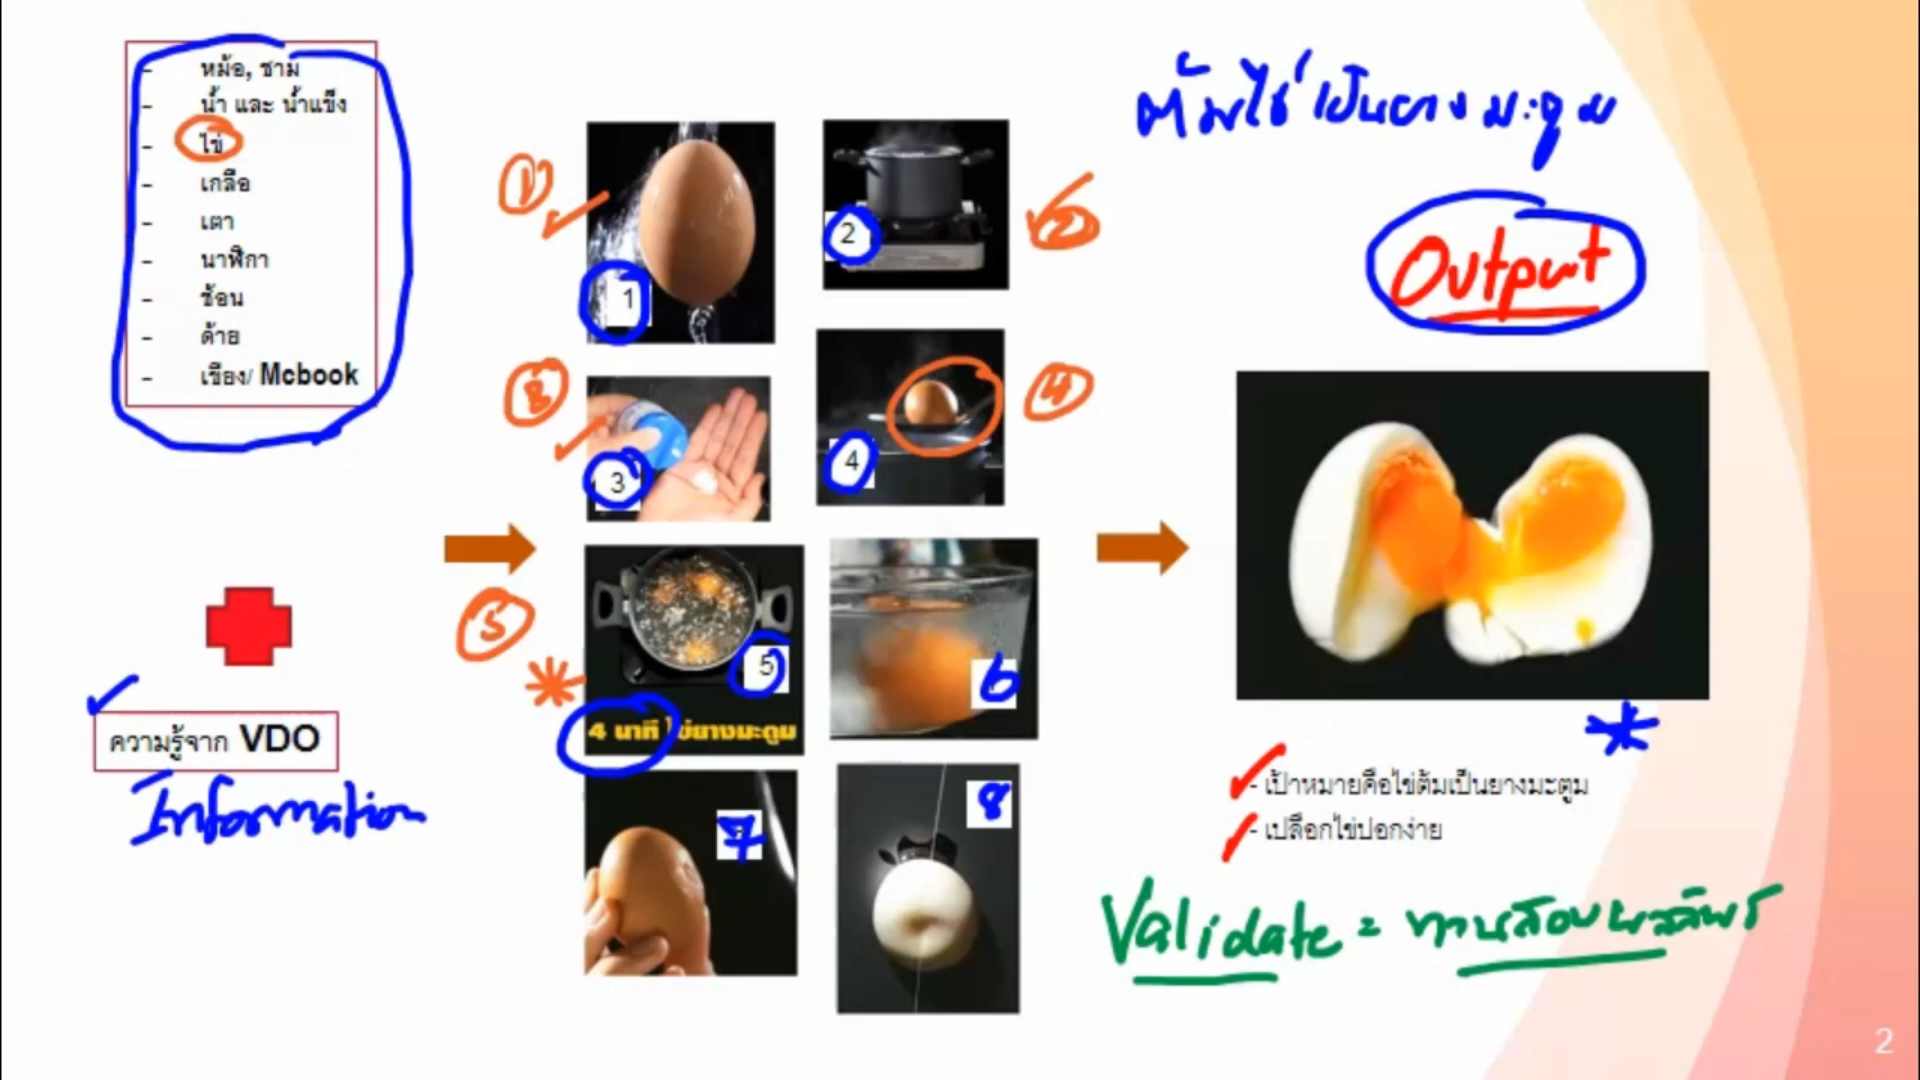 - หม้อ, ชาม
- น้ำ และ น้ำแข็ง
- ไข่
- เกลือ
- เตา
- นาฬิกา
- ช้อน
- ด้าย
- เขียง/ Mcbook
ความรู้จาก VDO
Information
1
1
2
2
3
3
4
4
5
5
4 นาที ไข่ยางมะตูม
6
7
8
ต้มไข่เป็นยางมะตูม
Output
- เป้าหมายคือไข่ต้มเป็นยางมะตูม
- เปลือกไข่ปอกง่าย
Validate = ทวนสอบผลลัพธ์
2